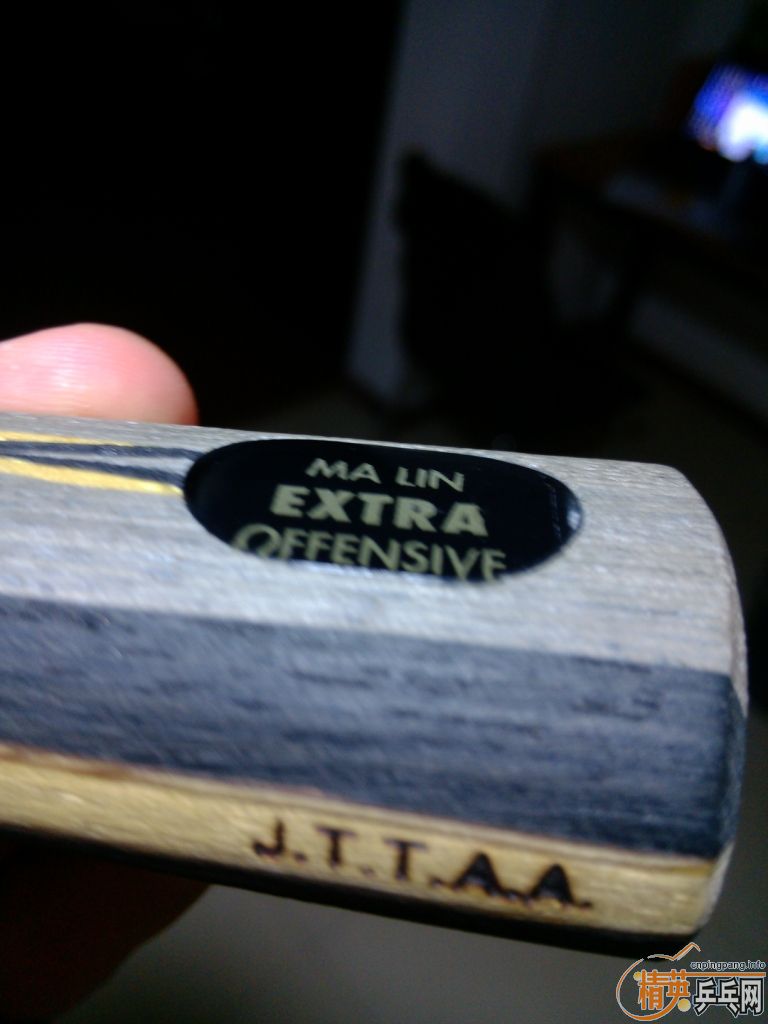 MA LIN
EXTRA
OFFENSIVE
J.T.T.A.A.
cnpingpang.info
精英乒乓网